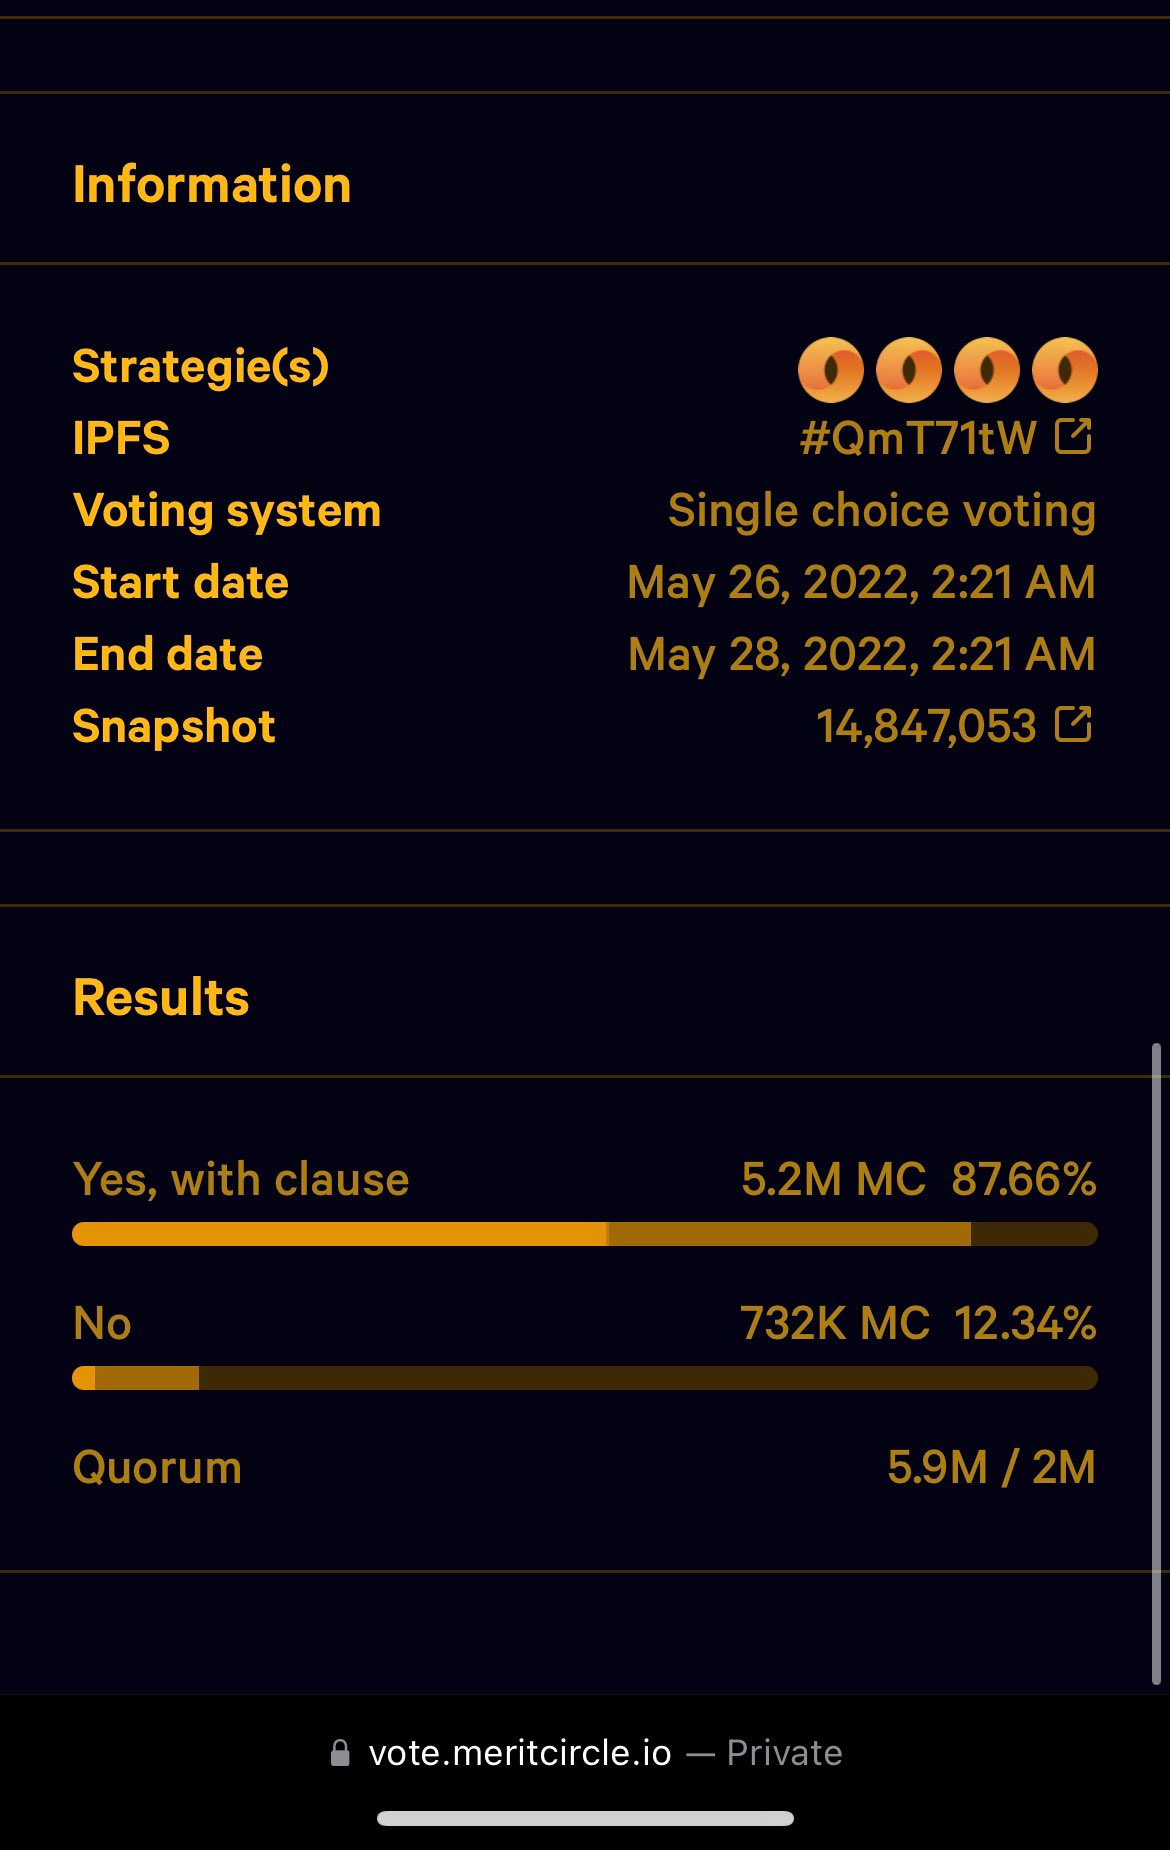 Information
Strategie(s)
IPFS #QmT71tW
Voting system Single choice voting
Start date May 26, 2022, 2:21 AM
End date May 28, 2022, 2:21 AM
Snapshot 14,847,053
Results
Yes, with clause 5.2M MC 87.66%
No 732K MC 12.34%
Quorum 5.9M / 2M
vote.meritcircle.io — Private